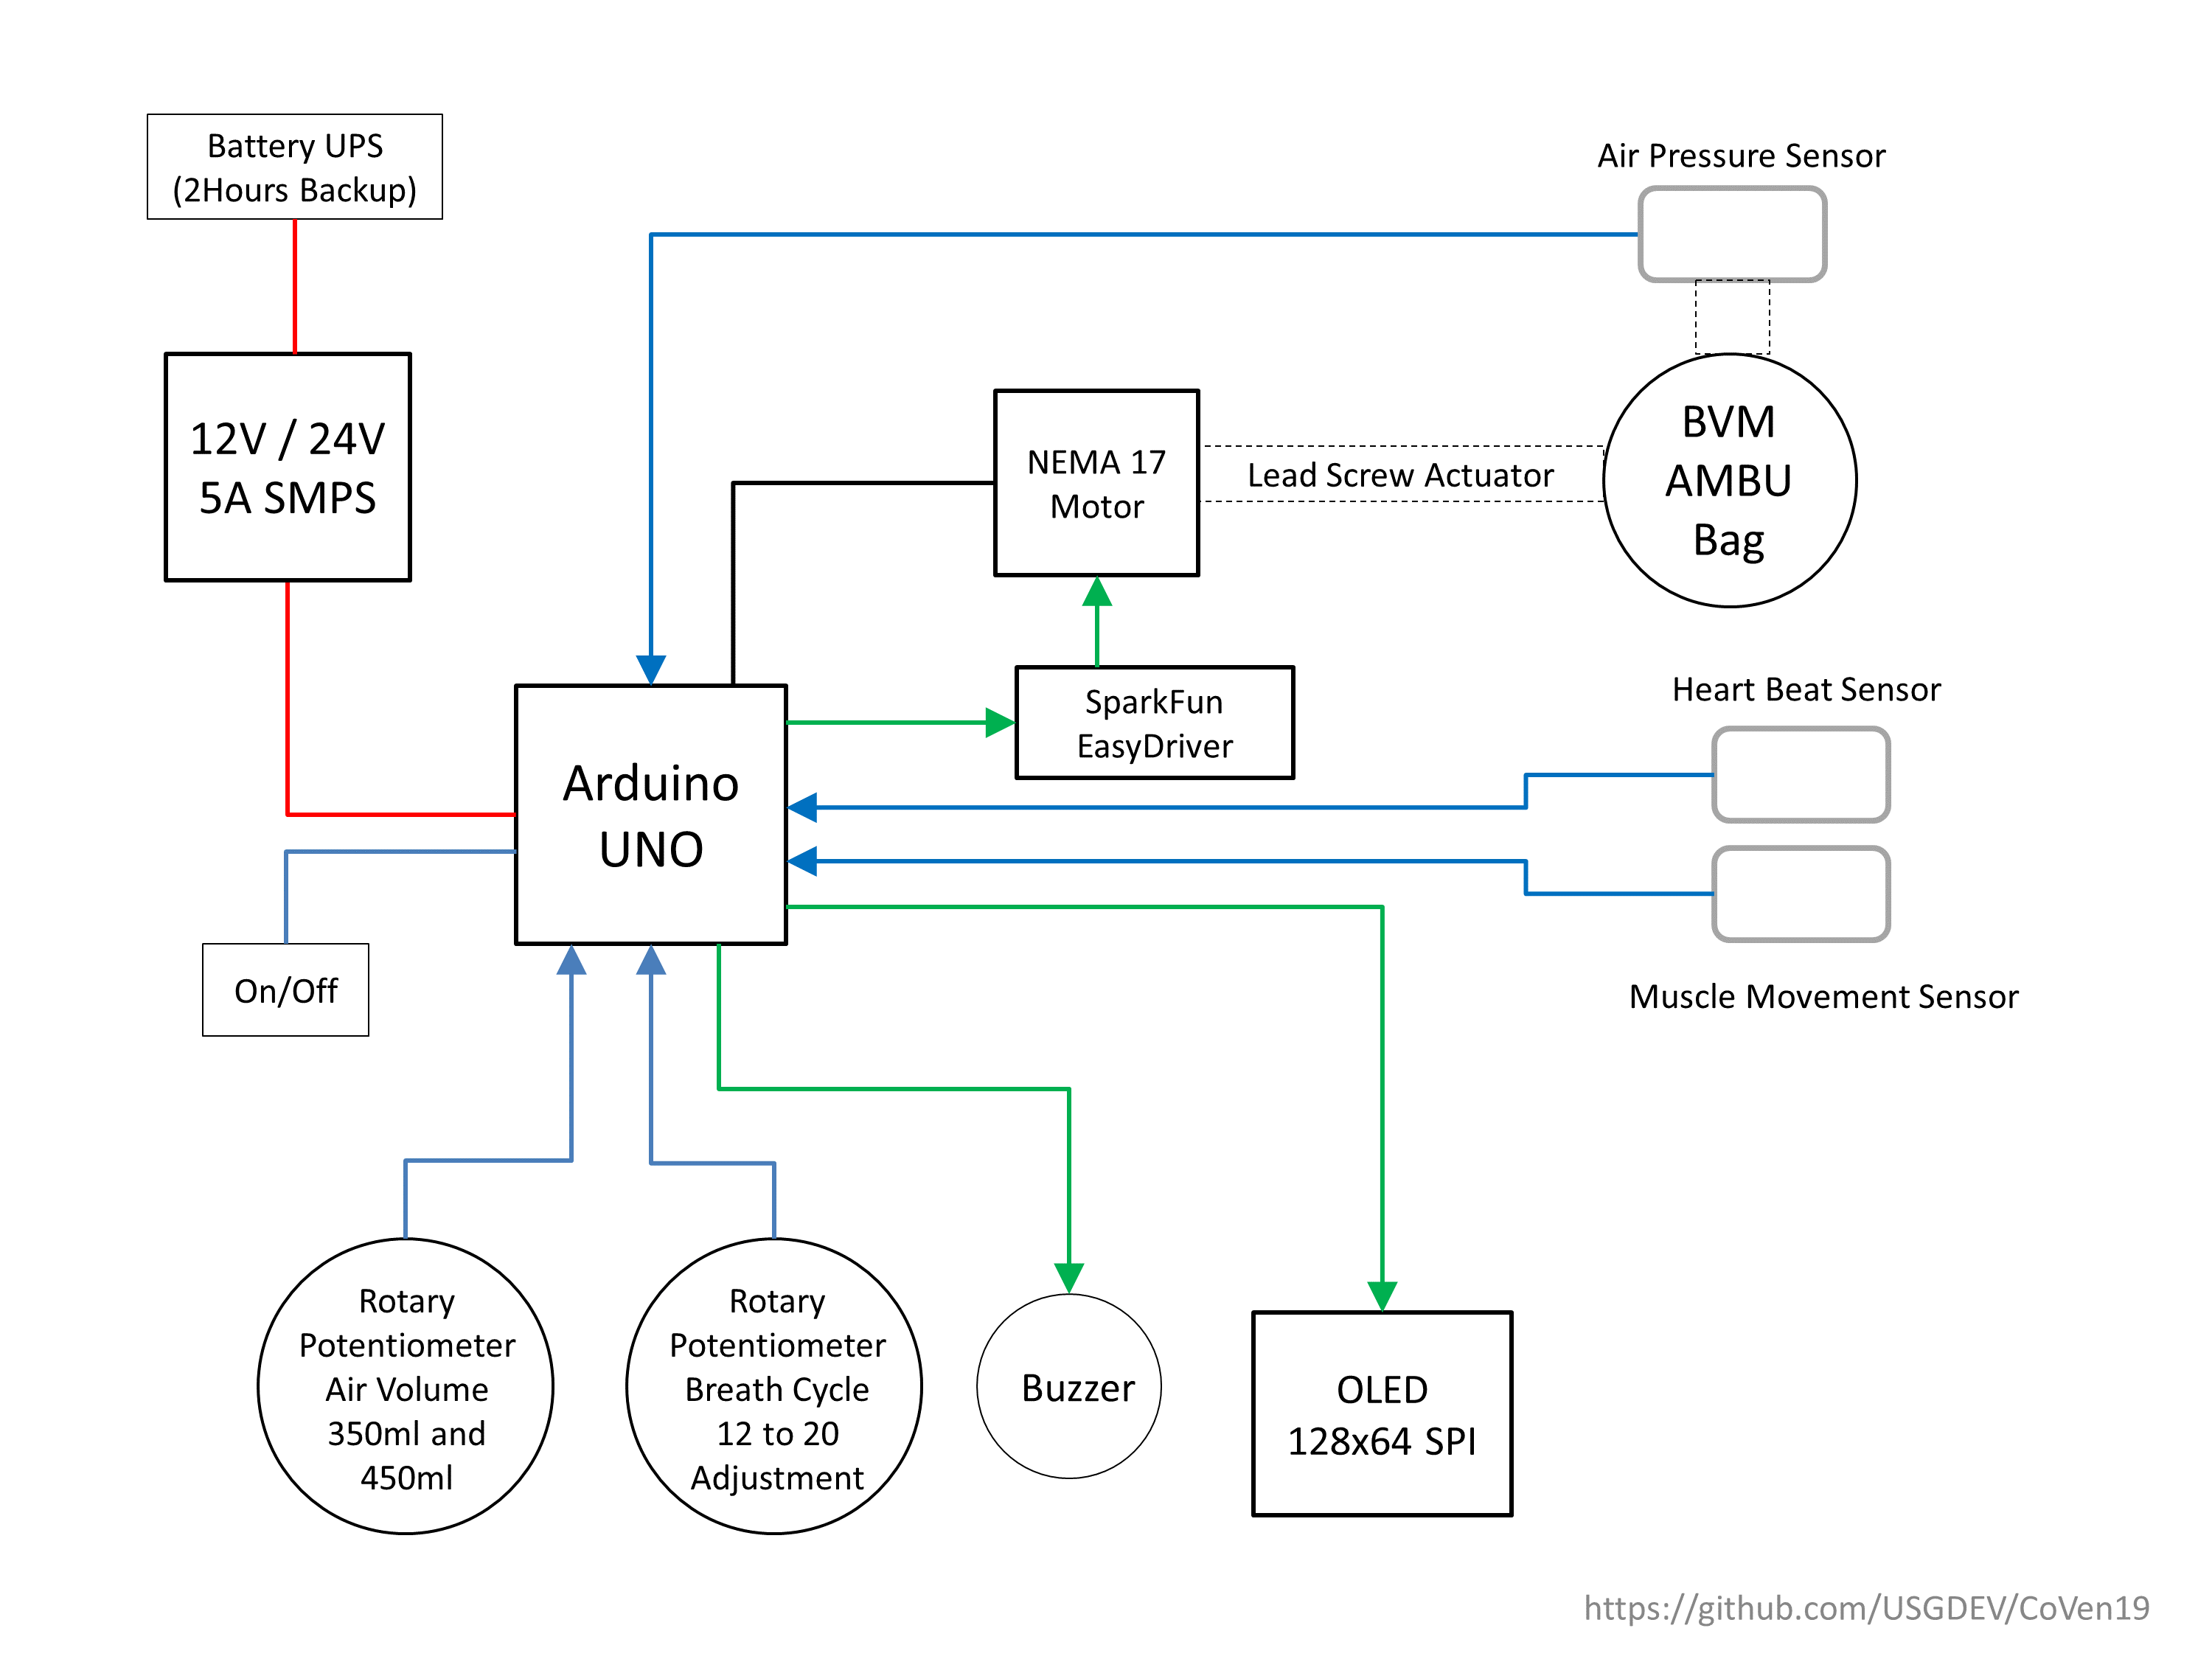 Battery UPS
(2Hours Backup)
Air Pressure Sensor
12V / 24V
5A SMPS
NEMA 17
Motor
Lead Screw Actuator
BVM
AMBU
Bag
SparkFun
EasyDriver
Heart Beat Sensor
Arduino
UNO
On/Off
Muscle Movement Sensor
Rotary
Potentiometer
Air Volume
350ml and
450ml
Rotary
Potentiometer
Breath Cycle
12 to 20
Adjustment
Buzzer
OLED
128x64 SPI
https://github.com/USGDEV/CoVen19